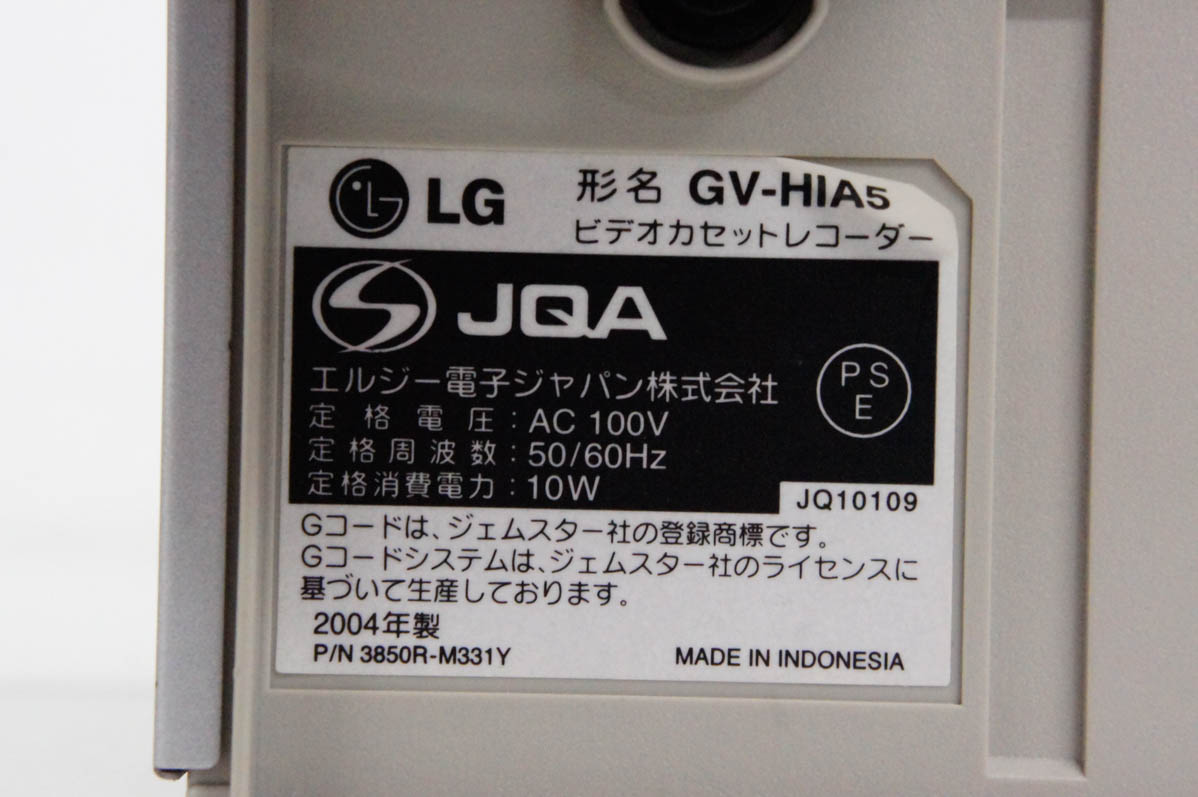 LG 形名 GV-HIA5
ビデオカセットレコーダー
JQA
エルジー電子ジャパン株式会社
定格電圧：AC 100V
定格周波数：50/60Hz
定格消費電力：10W
PSE
JQ10109
Gコードは、ジェムスター社の登録商標です。
Gコードシステムは、ジェムスター社のライセンスに
基づいて生産しております。
2004年製
P/N 3850R-M331Y MADE IN INDONESIA